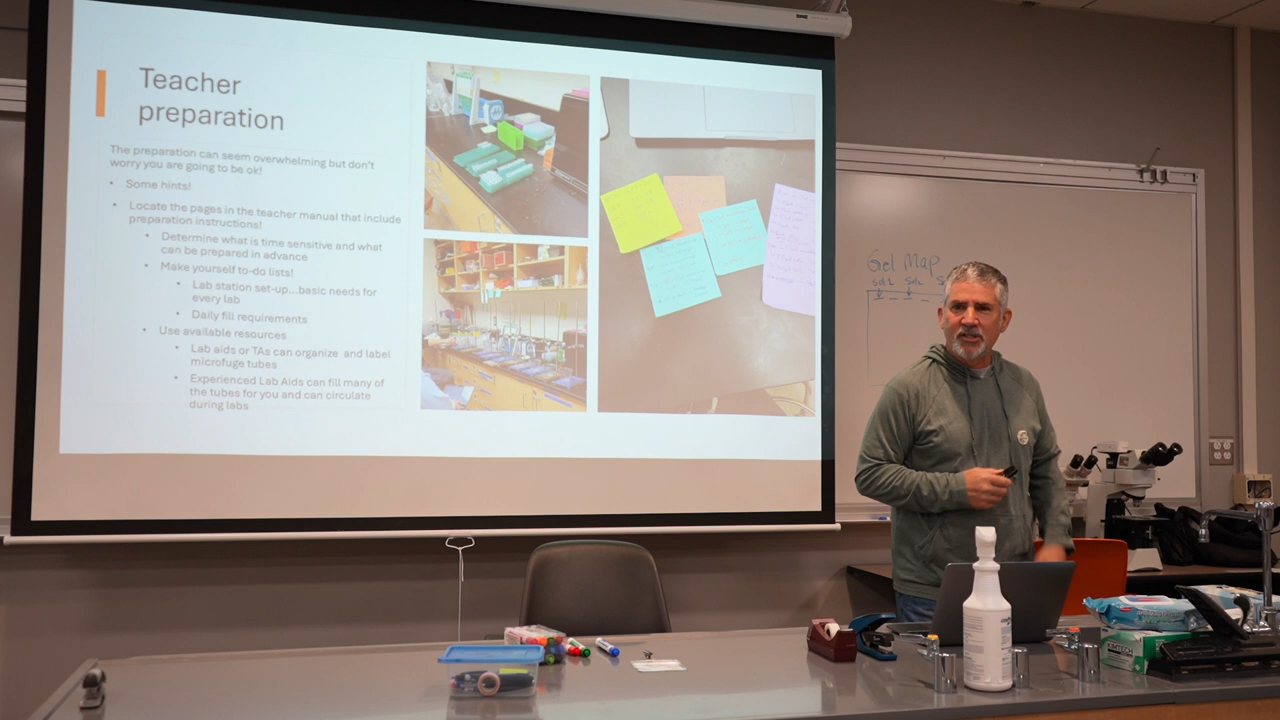 Teacher
preparation
The preparation can seem overwhelming but don't
worry you are going to be ok!
• Some hints!
• Locate the pages in the teacher manual that include
preparation instructions!
• Determine what is time sensitive and what
can be prepared in advance
• Make yourself to-do lists!
• Lab station set-up....basic needs for
every lab
• Daily fill requirements
• Use available resources
• Lab aids or TAs can organize and label
microfuge tubes
• Experienced Lab Aids can fill many of
the tubes for you and can circulate
during labs
Gel Map
KIMTECH